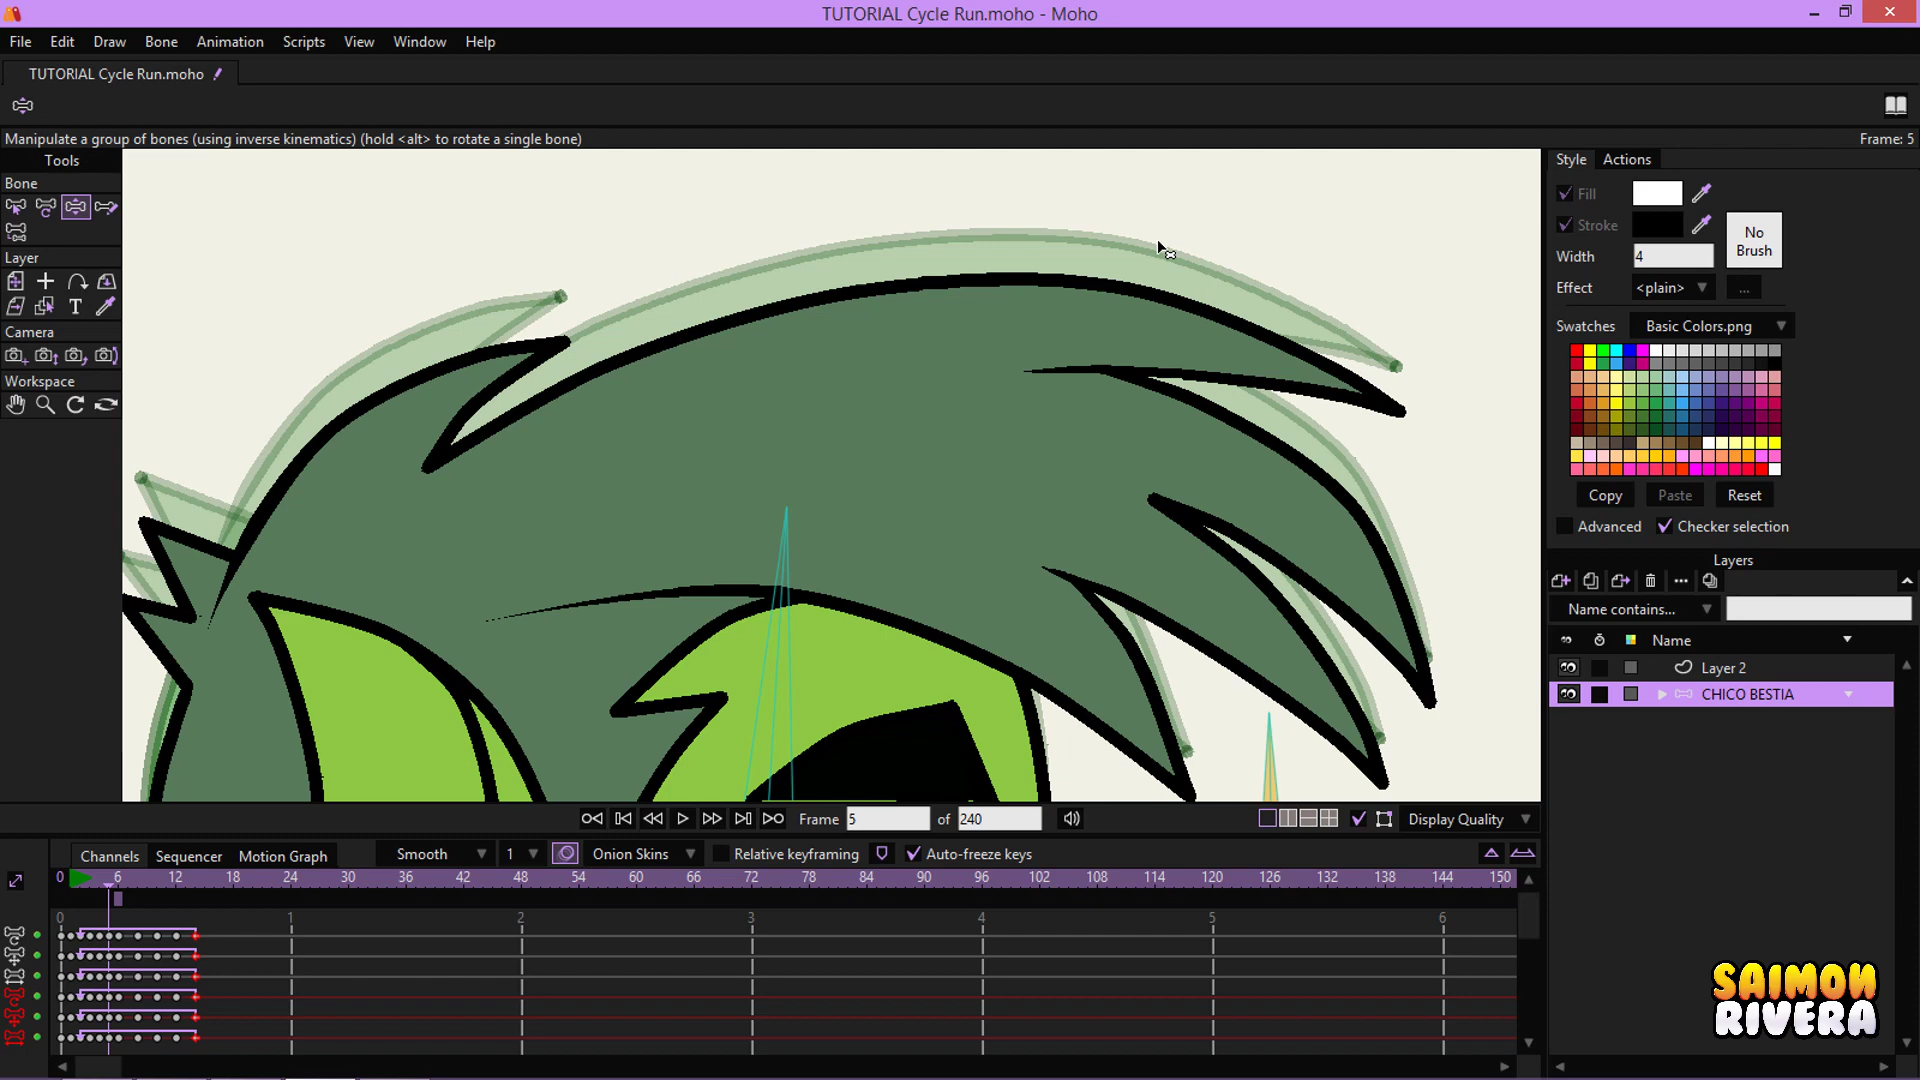 TUTORIAL Cycle Run.moho - Moho
File Edit Draw Bone Animation Scripts View Window Help
TUTORIAL Cycle Run.moho
Manipulate a group of bones (using inverse kinematics) (hold <alt> to rotate a single bone)
Frame: 5
Tools
Bone
Layer
T
Camera
Workspace
Style Actions
Fill
Stroke
No
Brush
Width 4
Effect <plain> ...
Swatches Basic Colors.png
Copy Paste Reset
Advanced Checker selection
Layers
Name contains...
Name
Layer 2
CHICO BESTIA
Frame 5 of 240
Display Quality
Channels Sequencer Motion Graph Smooth 1 Onion Skins Relative keyframing Auto-freeze keys
0 6 12 18 24 30 36 42 48 54 60 66 72 78 84 90 96 102 108 114 120 126 132 138 144 150
0 1 2 3 4 5 6
SAIMON
RIVERA